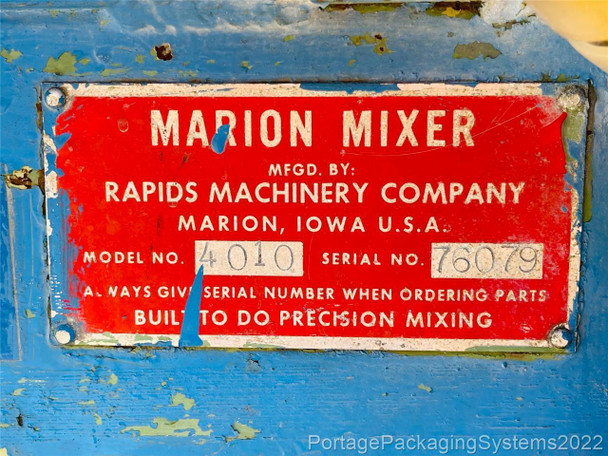 MARION MIXER
MFGD. BY:
RAPIDS MACHINERY COMPANY
MARION, IOWA U.S.A.
MODEL NO. 4010 SERIAL NO. 76079
ALWAYS GIVE SERIAL NUMBER WHEN ORDERING PARTS
BUILT TO DO PRECISION MIXING
PortagePackagingSystems2022